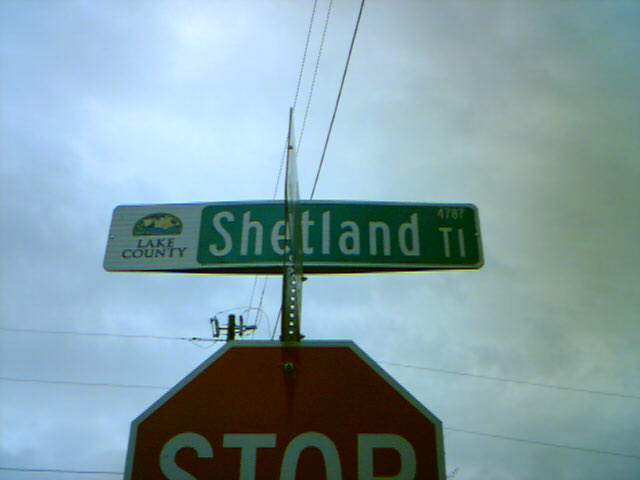 LAKE
COUNTY
Shetland Tl
4787
STOP